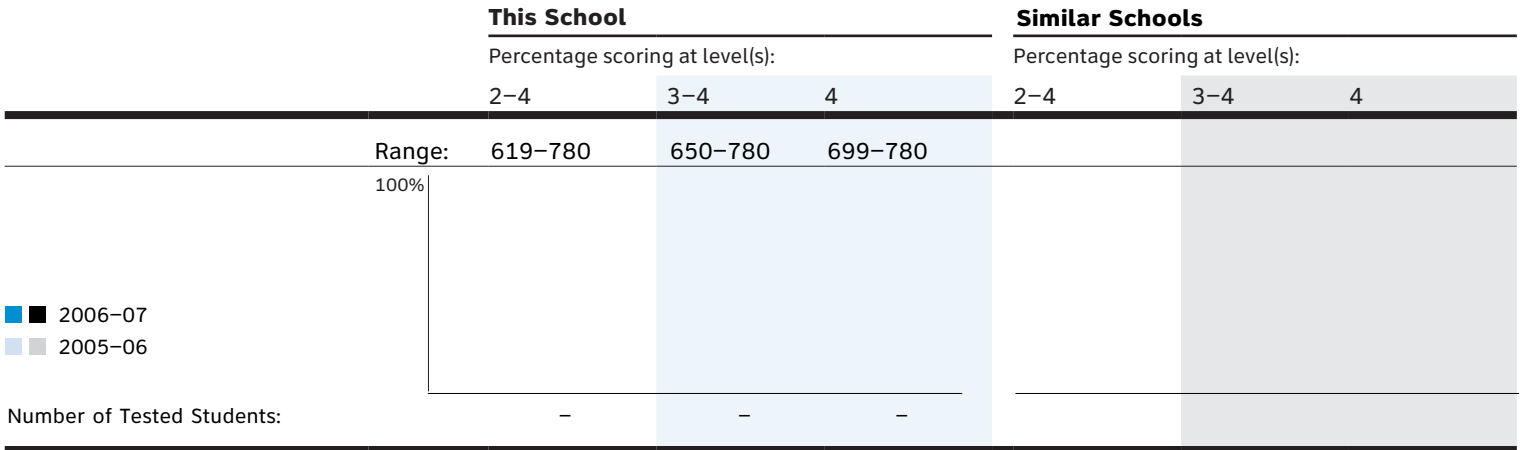 This School Similar Schools
Percentage scoring at level(s): Percentage scoring at level(s):
2–4 3–4 4 2–4 3–4 4
Range: 619–780 650–780 699–780
100%
2006–07
2005–06
Number of Tested Students: – – –